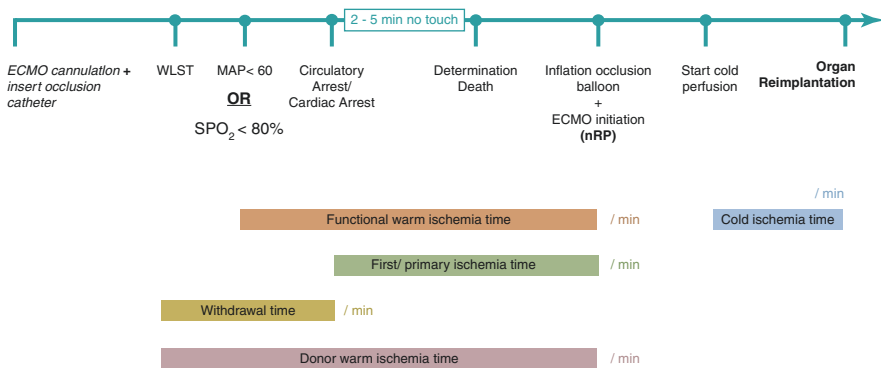 2 - 5 min no touch
ECMO cannulation +
insert occlusion
catheter
WLST
MAP< 60
OR
SPO2 < 80%
Circulatory
Arrest/
Cardiac Arrest
Determination
Death
Inflation occlusion
balloon
+
ECMO initiation
(nRP)
Start cold
perfusion
Organ
Reimplantation
/ min
Functional warm ischemia time
/ min
Cold ischemia time
First/ primary ischemia time
/ min
Withdrawal time
/ min
Donor warm ischemia time
/ min